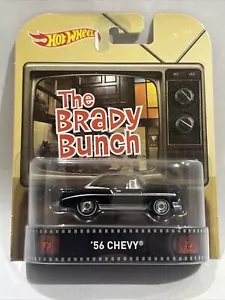 Hot Wheels
The
BRADY
BUNCH
'56 CHEVY®